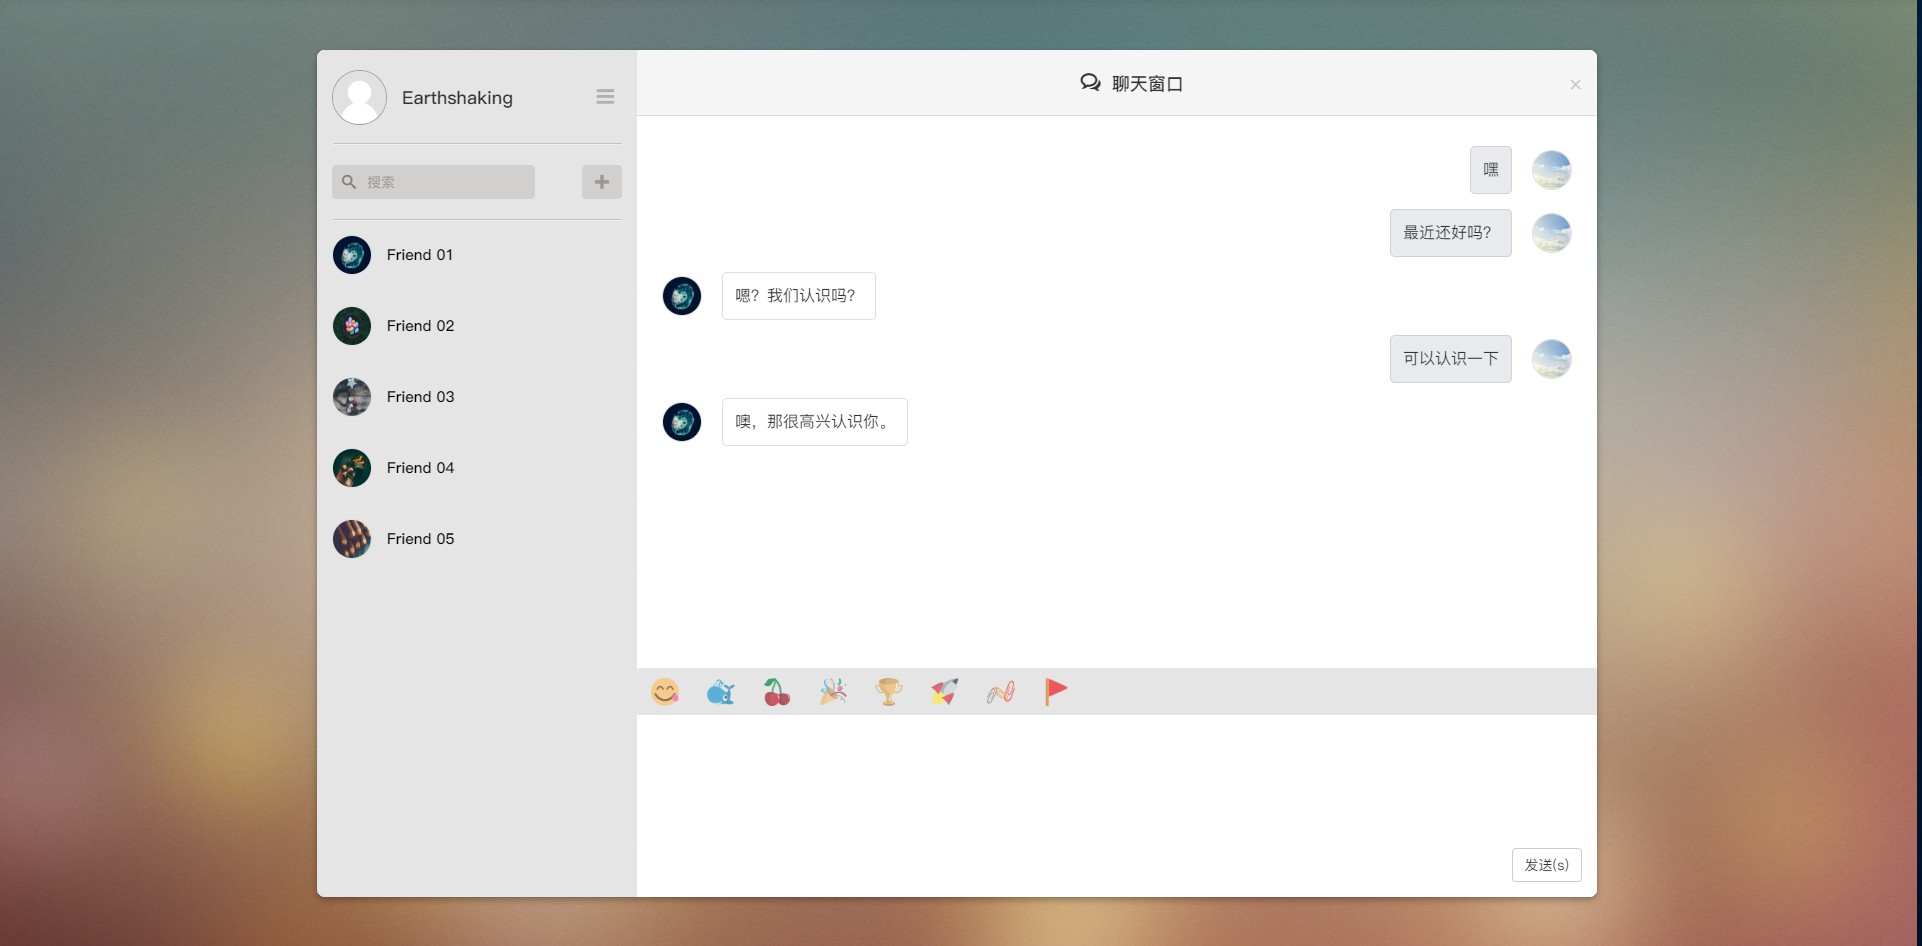 Earthshaking
搜索
Friend 01
Friend 02
Friend 03
Friend 04
Friend 05
聊天窗口
×
嘿
最近还好吗？
嗯？我们认识吗？
可以认识一下
噢，那很高兴认识你。
发送(s)